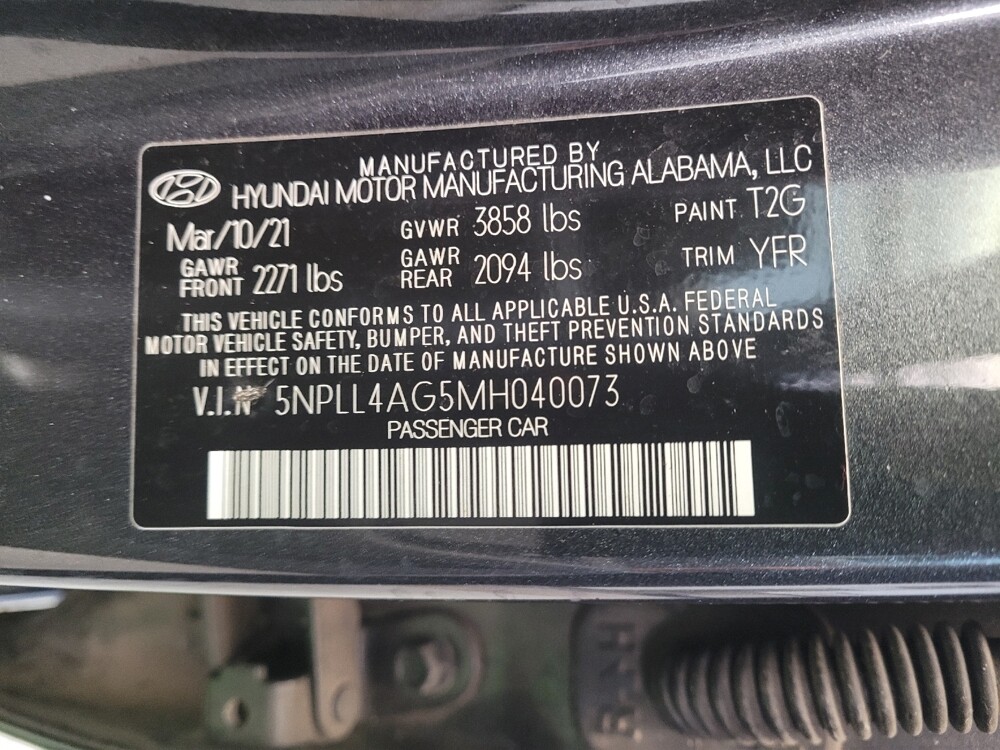 MANUFACTURED BY
HYUNDAI MOTOR MANUFACTURING ALABAMA, LLC
Mar/10/21 GVWR 3858 lbs PAINT T2G
GAWR FRONT 2271 lbs GAWR REAR 2094 lbs TRIM YFR
THIS VEHICLE CONFORMS TO ALL APPLICABLE U.S.A. FEDERAL
MOTOR VEHICLE SAFETY, BUMPER, AND THEFT PREVENTION STANDARDS
IN EFFECT ON THE DATE OF MANUFACTURE SHOWN ABOVE
V.I.N 5NPLL4AG5MH040073
PASSENGER CAR